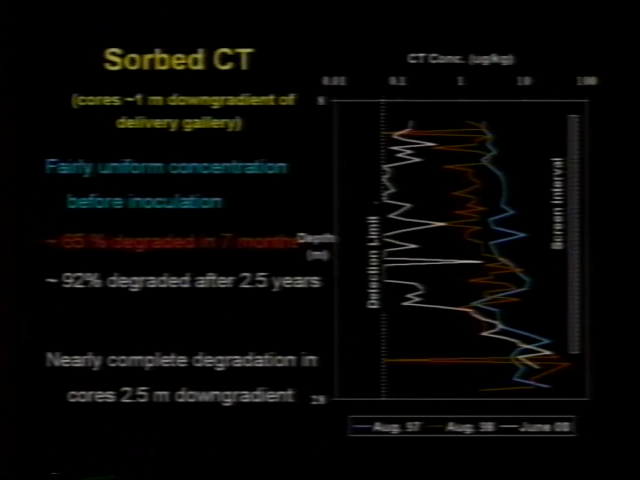 Sorbed CT
(cores ~1 m downgradient of
delivery gallery)
Fairly uniform concentration
before inoculation
~ 65 % degraded in 7 months
~ 92% degraded after 2.5 years
Nearly complete degradation in
cores 2.5 m downgradient
CT Conc. (ug/kg)
0.01 0.1 1 10 100
Depth
(m)
Detection Limit
Screen Interval
Aug. 97 Aug. 98 June 00